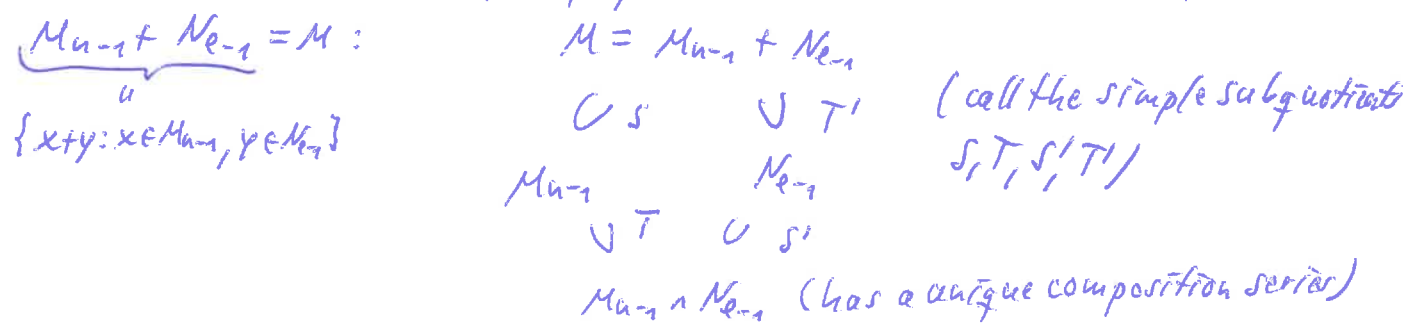 M_{n-1} + N_{e-1} = M : M = M_{n-1} + N_{e-1}
u ∪ S ∪ T' (call the simple subquotients
{x+y : x ∈ M_{n-1}, y ∈ N_{e-1}} S, T, S', T')
M_{n-1} N_{e-1}
∪ T ∪ S'
M_{n-1} ∩ N_{e-1} (has a unique composition series)